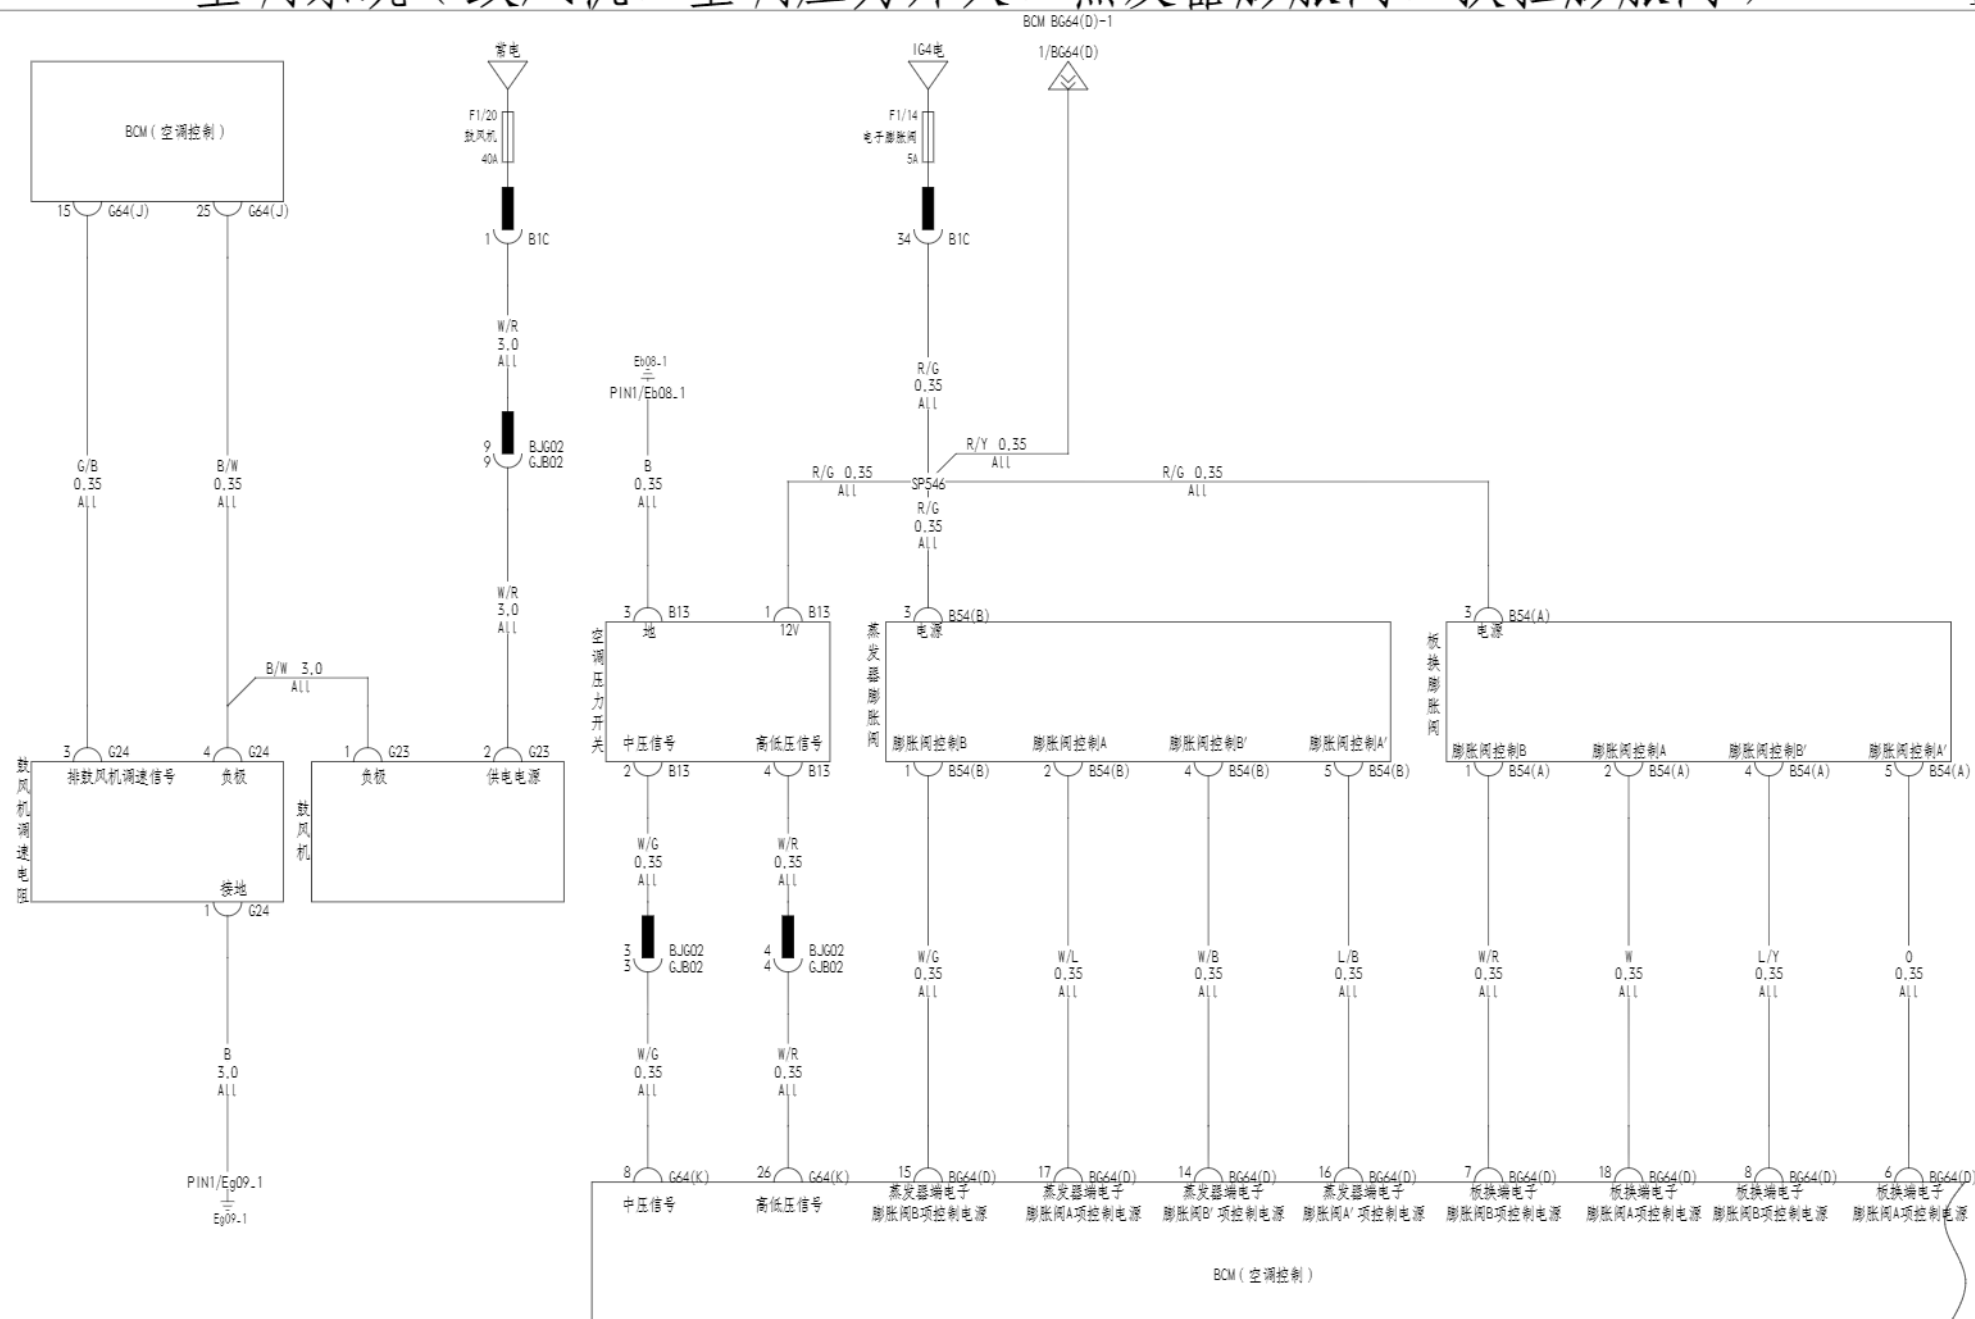 BCM BG64(D)-1
常电
IG4电
1/BG64(D)
BCM ( 空调控制 )
F1/20
鼓风机
40A
F1/14
电子膨胀阀
5A
15 G64(J)
25 G64(J)
1 B1C
34 B1C
W/R
3.0
ALL
Eb08-1
PIN1/Eb08_1
R/G
0.35
ALL
G/B
0.35
ALL
B/W
0.35
ALL
9 BJG02
9 GJB02
B
0.35
ALL
R/Y 0.35
ALL
R/G 0.35
ALL
SP546
R/G 0.35
ALL
R/G
0.35
ALL
W/R
3.0
ALL
3 B13
1 B13
3 B54(B)
3 B54(A)
地
12V
电源
电源
空调压力开关
蒸发器膨胀阀
板换膨胀阀
B/W 3.0
ALL
中压信号
高低压信号
膨胀阀控制B
膨胀阀控制A
膨胀阀控制B'
膨胀阀控制A'
膨胀阀控制B
膨胀阀控制A
膨胀阀控制B'
膨胀阀控制A'
3 G24
4 G24
1 G23
2 G23
2 B13
4 B13
1 B54(B)
2 B54(B)
4 B54(B)
5 B54(B)
1 B54(A)
2 B54(A)
4 B54(A)
5 B54(A)
鼓风机调速电阻
排鼓风机调速信号
负极
鼓风机
负极
供电电源
接地
1 G24
W/G
0.35
ALL
W/R
0.35
ALL
3 BJG02
3 GJB02
4 BJG02
4 GJB02
W/G
0.35
ALL
W/L
0.35
ALL
W/B
0.35
ALL
L/B
0.35
ALL
W/R
0.35
ALL
W
0.35
ALL
L/Y
0.35
ALL
O
0.35
ALL
B
3.0
ALL
W/G
0.35
ALL
W/R
0.35
ALL
PIN1/Eg09_1
Eg09-1
8 G64(K)
26 G64(K)
15 BG64(D)
17 BG64(D)
14 BG64(D)
16 BG64(D)
7 BG64(D)
18 BG64(D)
8 BG64(D)
6 BG64(D)
中压信号
高低压信号
蒸发器端电子
膨胀阀B项控制电源
蒸发器端电子
膨胀阀A项控制电源
蒸发器端电子
膨胀阀B' 项控制电源
蒸发器端电子
膨胀阀A' 项控制电源
板换端电子
膨胀阀B项控制电源
板换端电子
膨胀阀A项控制电源
板换端电子
膨胀阀B项控制电源
板换端电子
膨胀阀A项控制电源
BCM ( 空调控制 )